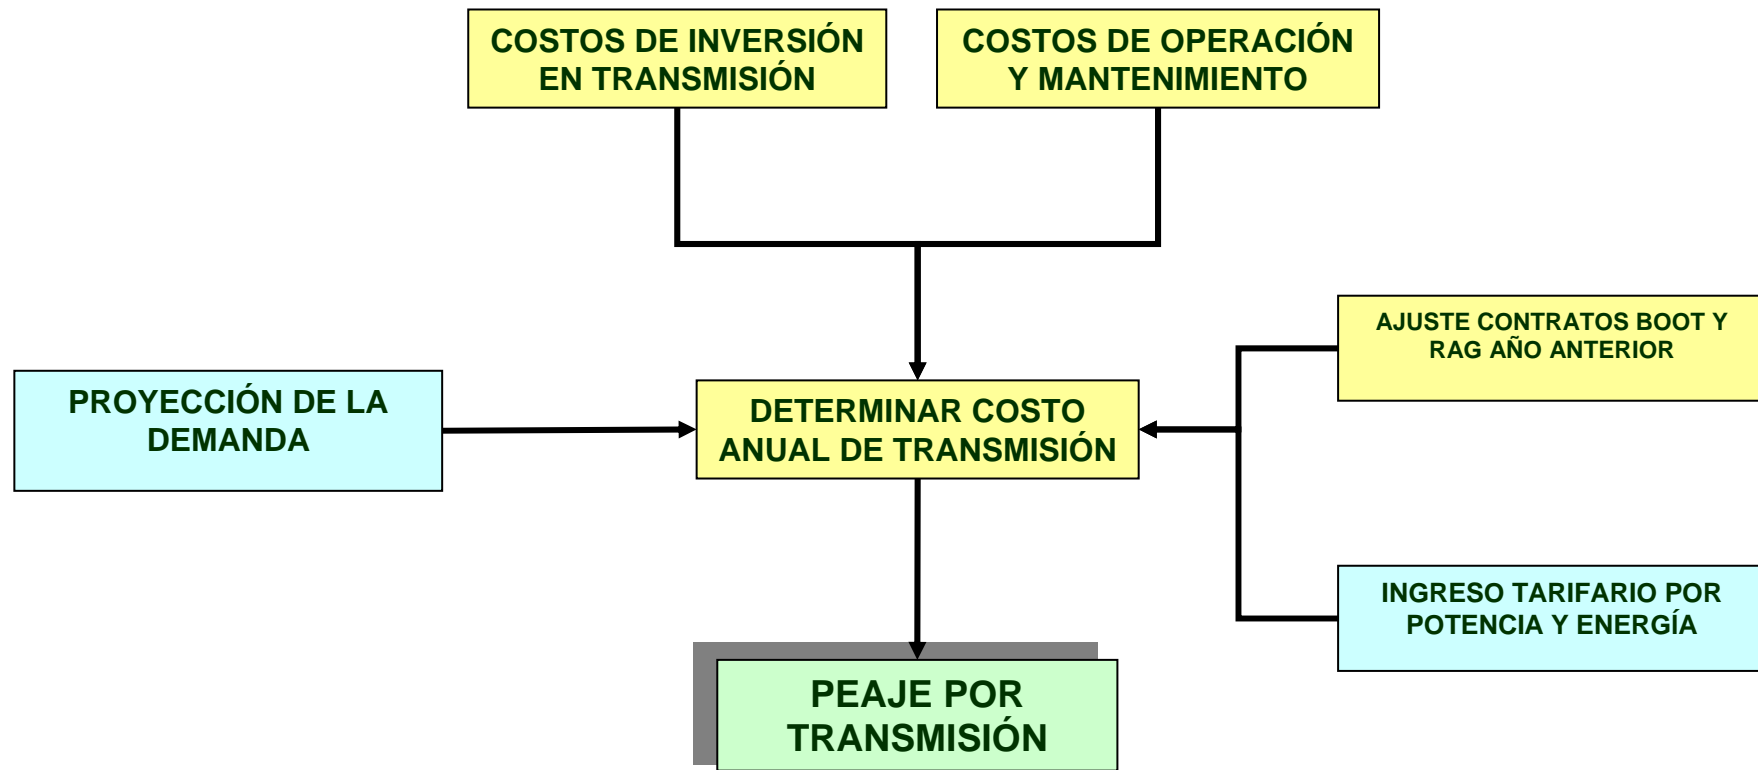 COSTOS DE INVERSIÓN
EN TRANSMISIÓN
COSTOS DE OPERACIÓN
Y MANTENIMIENTO
AJUSTE CONTRATOS BOOT Y
RAG AÑO ANTERIOR
PROYECCIÓN DE LA
DEMANDA
DETERMINAR COSTO
ANUAL DE TRANSMISIÓN
INGRESO TARIFARIO POR
POTENCIA Y ENERGÍA
PEAJE POR
TRANSMISIÓN